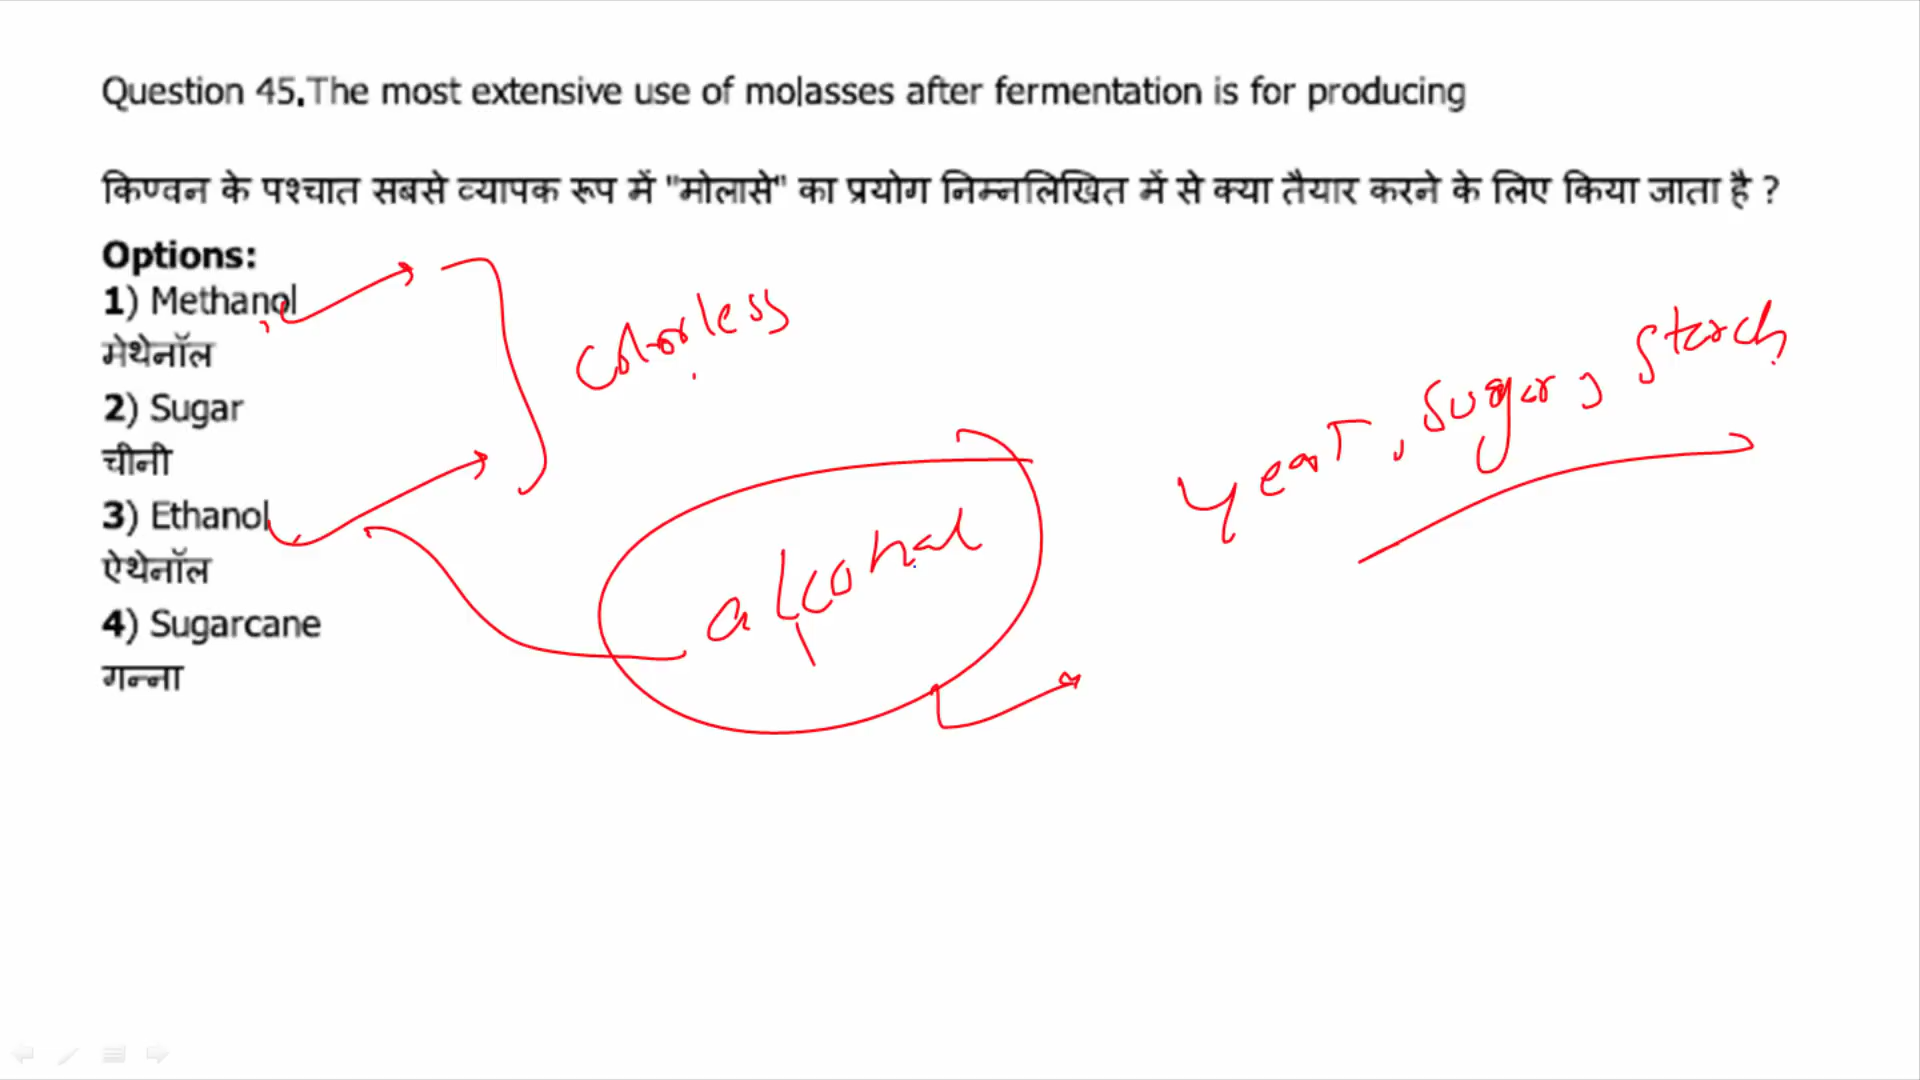 Question 45.The most extensive use of molasses after fermentation is for producing
किण्वन के पश्चात सबसे व्यापक रूप में "मोलासे" का प्रयोग निम्नलिखित में से क्या तैयार करने के लिए किया जाता है ?
Options:
1) Methanol
मेथेनॉल
2) Sugar
चीनी
3) Ethanol
ऐथेनॉल
4) Sugarcane
गन्ना
colorless
alcohal
yeast, sugar, starch